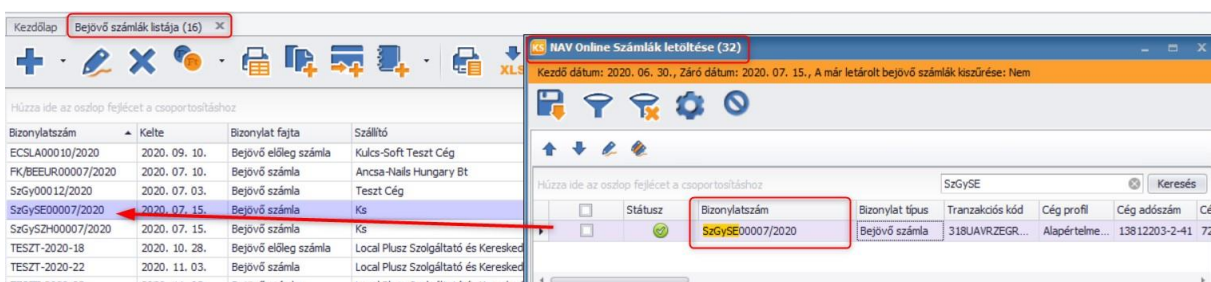 Kezdőlap
Bejövő számlák listája (16)
XLS
Húzza ide az oszlop fejlécet a csoportosításhoz
Bizonylatszám Kelte Bizonylat fajta Szállító
ECSLA00010/2020 2020. 09. 10. Bejövő előleg számla Kulcs-Soft Teszt Cég
FK/BEEUR00007/2020 2020. 07. 10. Bejövő számla Ancsa-Nails Hungary Bt
SzGy00012/2020 2020. 07. 03. Bejövő számla Teszt Cég
SzGySE00007/2020 2020. 07. 15. Bejövő számla Ks
SzGySZH00007/2020 2020. 07. 15. Bejövő számla Ks
TESZT-2020-18 2020. 10. 28. Bejövő előleg számla Local Plusz Szolgáltató és Keresked
TESZT-2020-22 2020. 11. 03. Bejövő számla Local Plusz Szolgáltató és Keresked
KS NAV Online Számlák letöltése (32)
Kezdő dátum: 2020. 06. 30., Záró dátum: 2020. 07. 15., A már letárolt bejövő számlák kiszűrése: Nem
Húzza ide az oszlop fejlécet a csoportosításhoz
SzGySE Keresés
Státusz Bizonylatszám Bizonylat típus Tranzakciós kód Cég profil Cég adószám Cé
SzGySE00007/2020 Bejövő számla 318UAVRZEGR... Alapértelme... 13812203-2-41 72